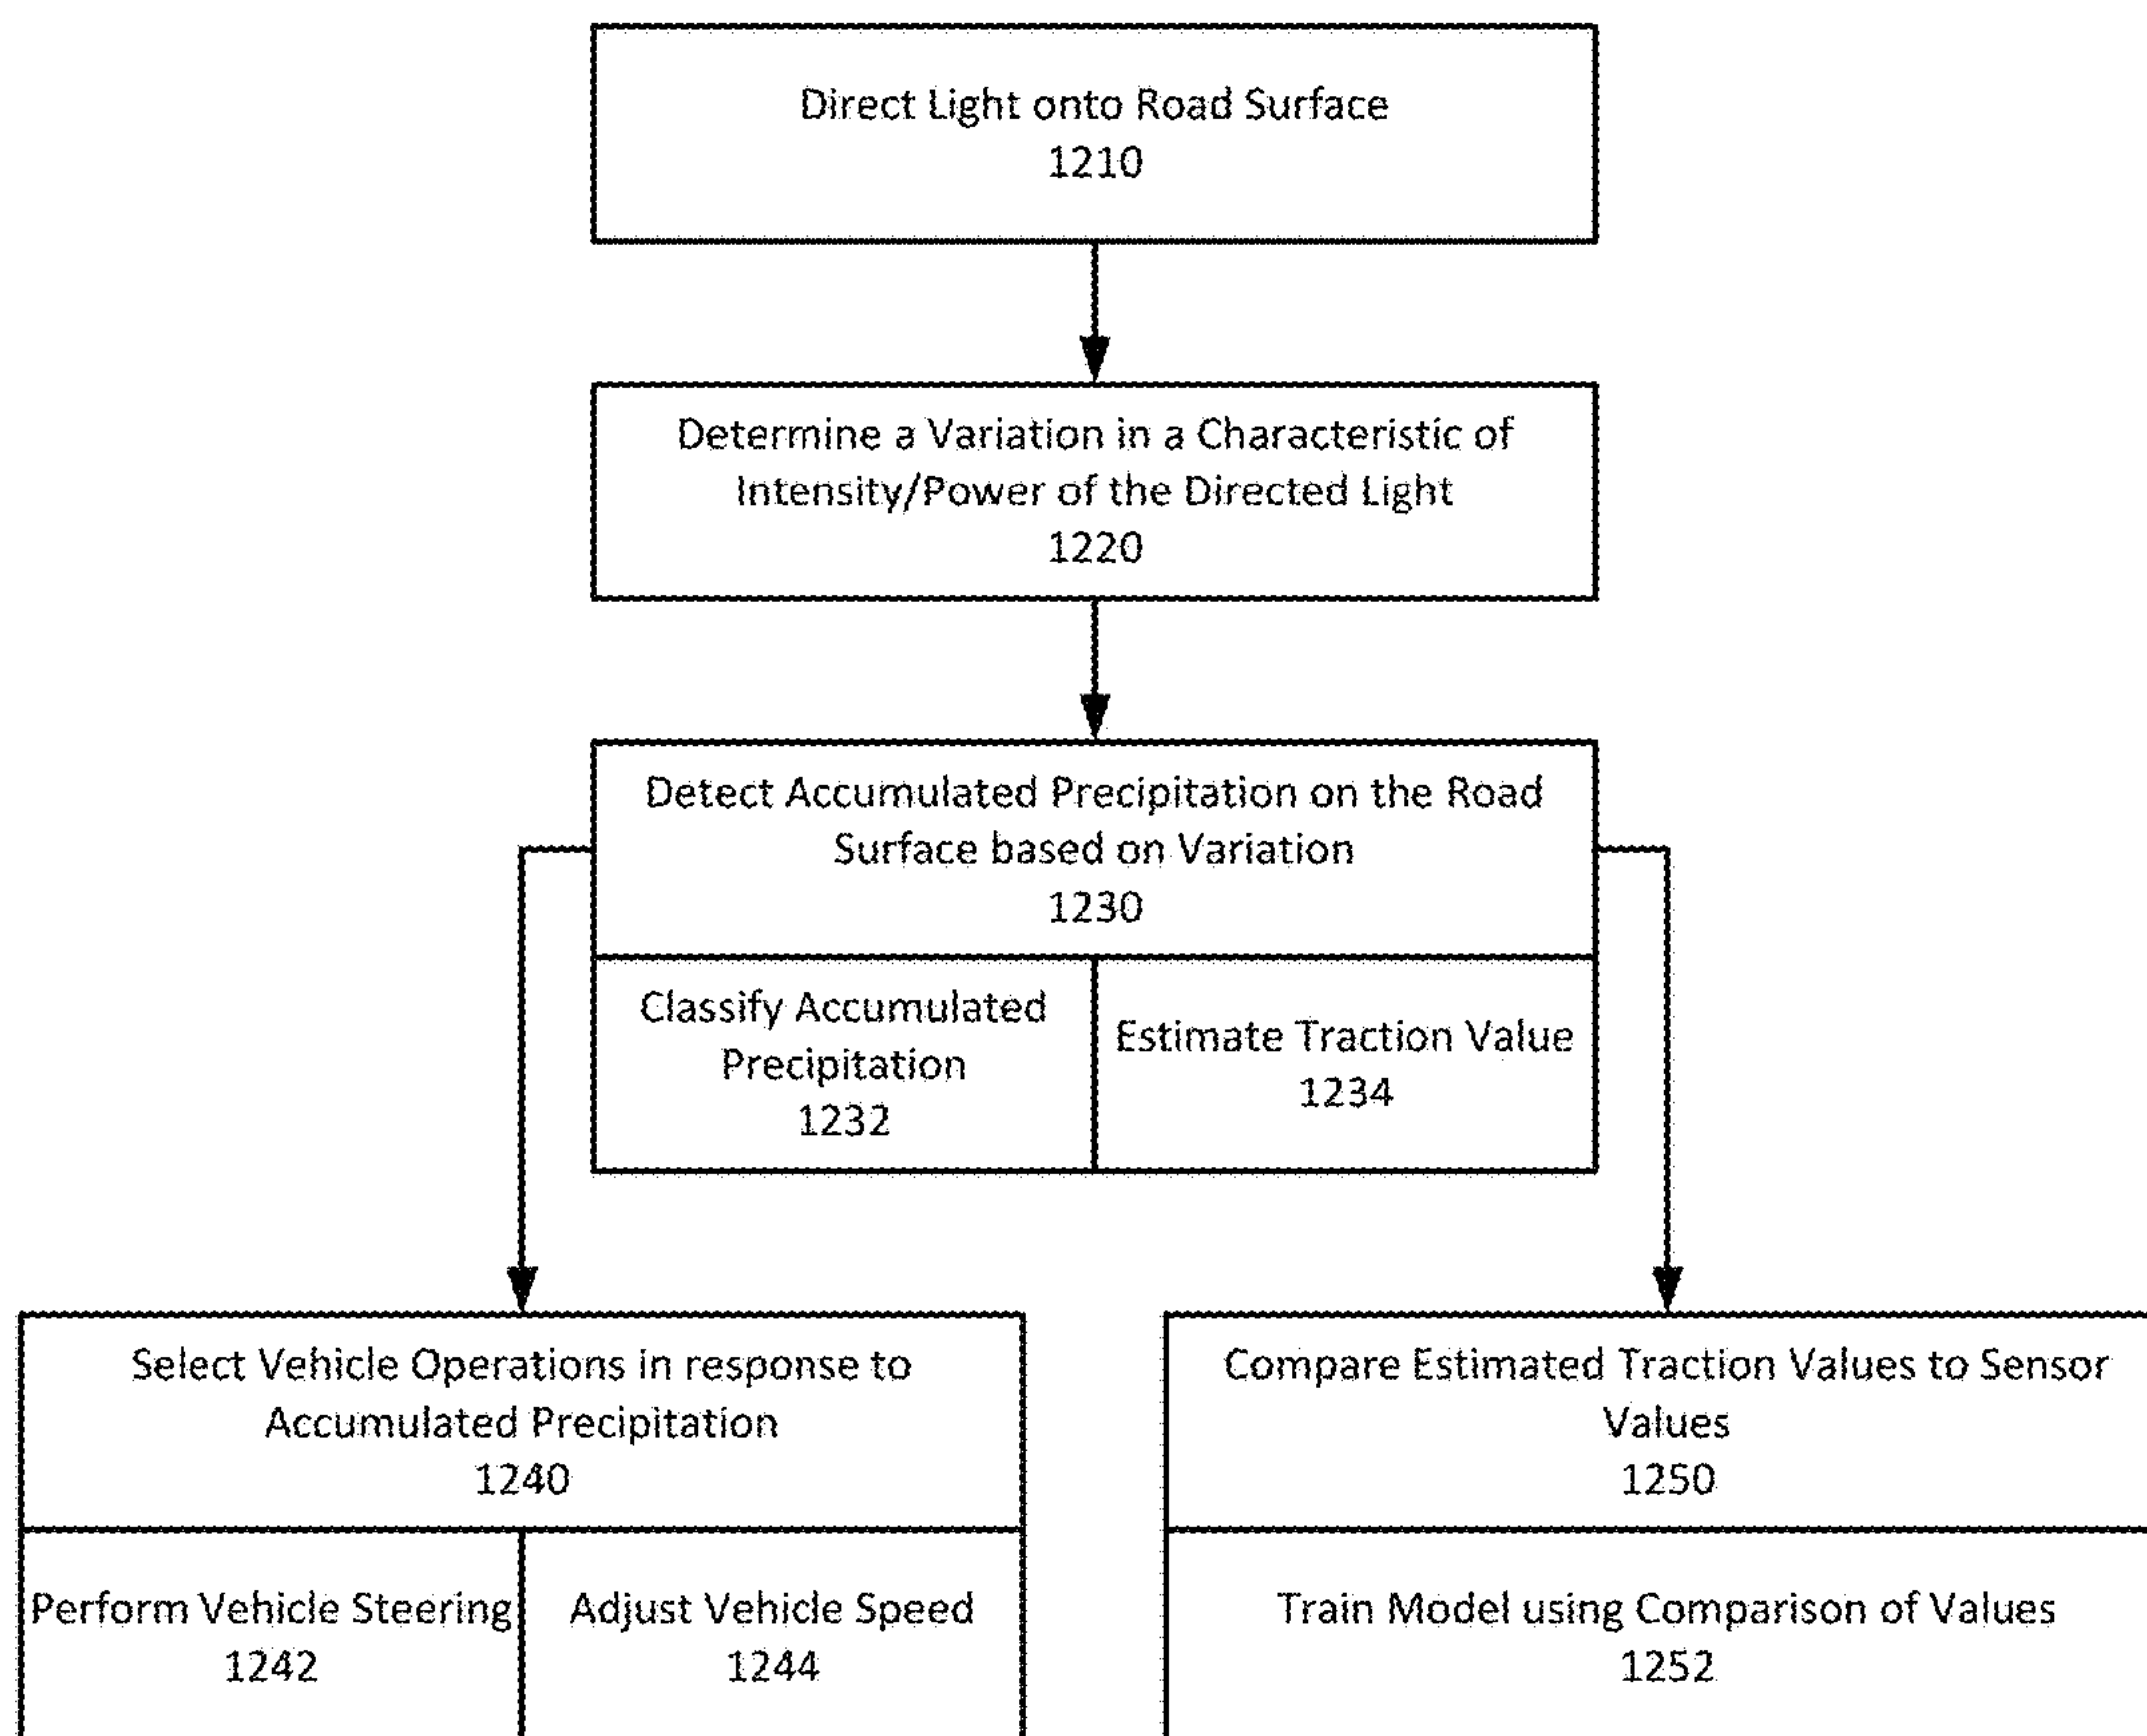 Direct Light onto Road Surface
1210
Determine a Variation in a Characteristic of
Intensity/Power of the Directed Light
1220
Detect Accumulated Precipitation on the Road
Surface based on Variation
1230
Classify Accumulated
Precipitation
1232
Estimate Traction Value
1234
Select Vehicle Operations in response to
Accumulated Precipitation
1240
Perform Vehicle Steering
1242
Adjust Vehicle Speed
1244
Compare Estimated Traction Values to Sensor
Values
1250
Train Model using Comparison of Values
1252